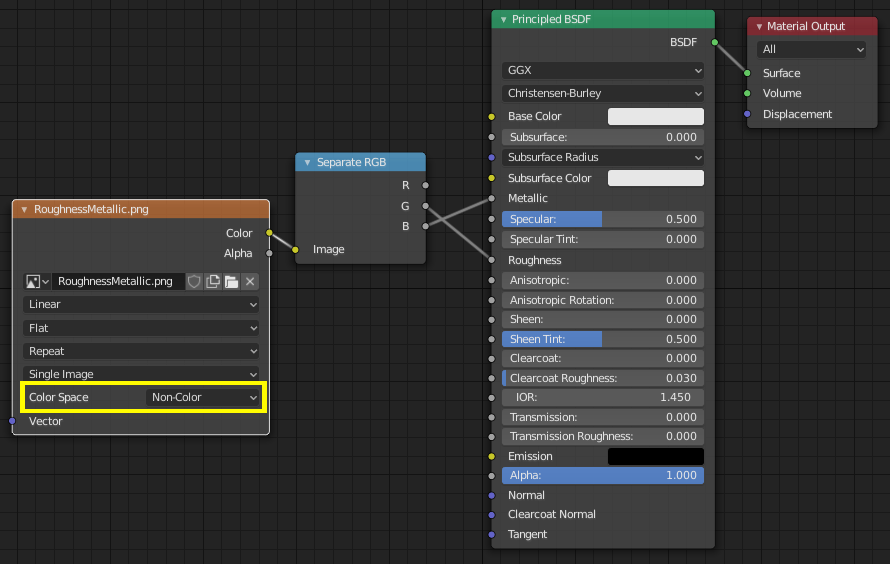 RoughnessMetallic.png
Color
Alpha
RoughnessMetallic.png
Linear
Flat
Repeat
Single Image
Color Space Non-Color
Vector
Separate RGB
R
G
B
Image
Principled BSDF
BSDF
GGX
Christensen-Burley
Base Color
Subsurface: 0.000
Subsurface Radius
Subsurface Color
Metallic
Specular: 0.500
Specular Tint: 0.000
Roughness
Anisotropic: 0.000
Anisotropic Rotation: 0.000
Sheen: 0.000
Sheen Tint: 0.500
Clearcoat: 0.000
Clearcoat Roughness: 0.030
IOR: 1.450
Transmission: 0.000
Transmission Roughness: 0.000
Emission
Alpha: 1.000
Normal
Clearcoat Normal
Tangent
Material Output
All
Surface
Volume
Displacement